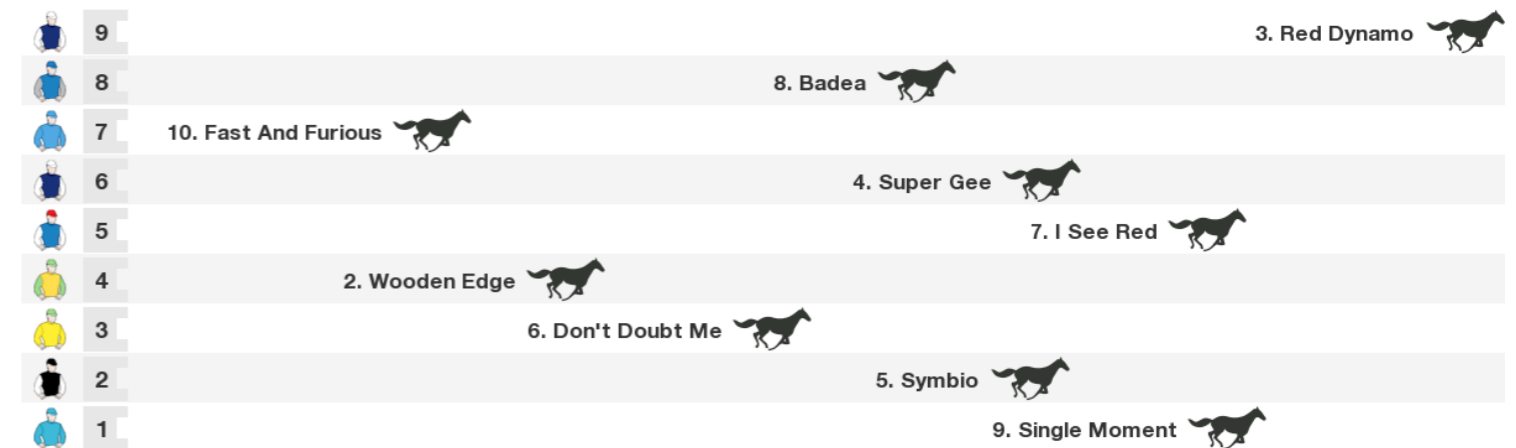 9 3. Red Dynamo
8 8. Badea
7 10. Fast And Furious
6 4. Super Gee
5 7. I See Red
4 2. Wooden Edge
3 6. Don't Doubt Me
2 5. Symbio
1 9. Single Moment